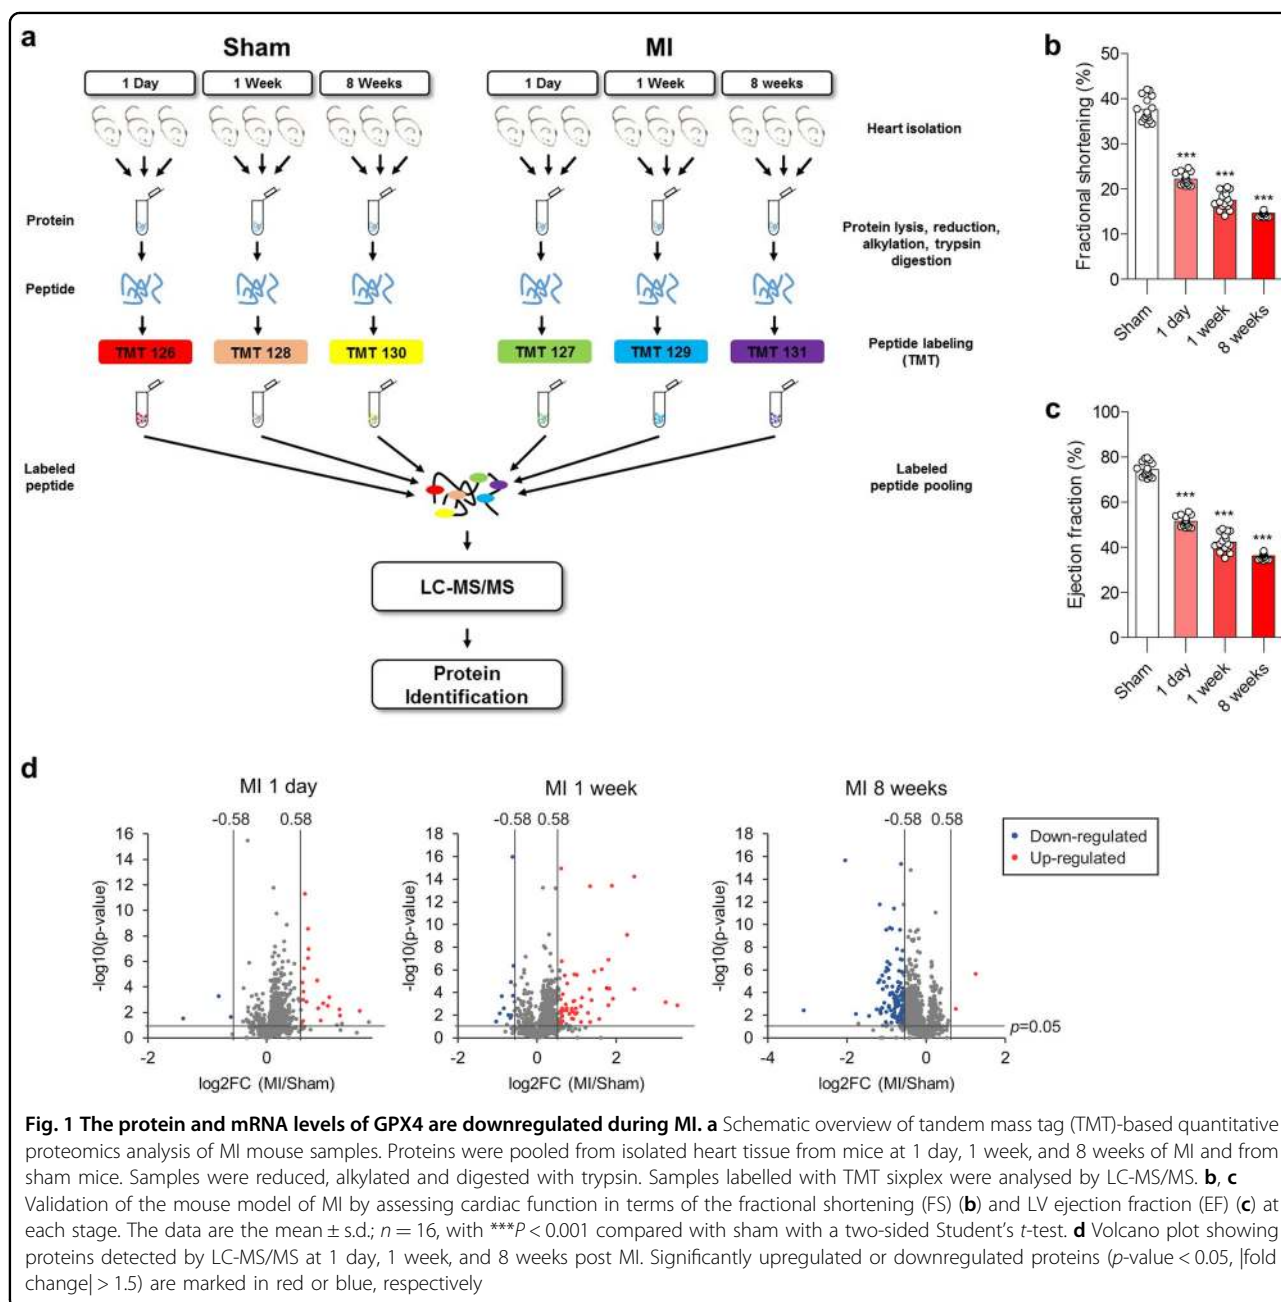 a
Sham
MI
1 Day
1 Week
8 Weeks
1 Day
1 Week
8 weeks
Heart isolation
Protein
Protein lysis, reduction,
alkylation, trypsin
digestion
Peptide
TMT 126
TMT 128
TMT 130
TMT 127
TMT 129
TMT 131
Peptide labeling
(TMT)
Labeled
peptide
Labeled
peptide pooling
LC-MS/MS
Protein
Identification
b
Fractional shortening (%)
50
40
30
20
10
0
***
***
***
Sham
1 day
1 week
8 weeks
c
Ejection fraction (%)
100
80
60
40
20
0
***
***
***
Sham
1 day
1 week
8 weeks
d
MI 1 day
-0.58
0.58
-log10(p-value)
16
14
12
10
8
6
4
2
0
-2
0
log2FC (MI/Sham)
MI 1 week
-0.58
0.58
-log10(p-value)
18
16
14
12
10
8
6
4
2
0
-2
0
2
log2FC (MI/Sham)
MI 8 weeks
-0.58
0.58
-log10(p-value)
18
16
14
12
10
8
6
4
2
0
-4
-2
0
2
log2FC (MI/Sham)
p=0.05
Down-regulated
Up-regulated
Fig. 1 The protein and mRNA levels of GPX4 are downregulated during MI. a Schematic overview of tandem mass tag (TMT)-based quantitative
proteomics analysis of MI mouse samples. Proteins were pooled from isolated heart tissue from mice at 1 day, 1 week, and 8 weeks of MI and from
sham mice. Samples were reduced, alkylated and digested with trypsin. Samples labelled with TMT sixplex were analysed by LC-MS/MS. b, c
Validation of the mouse model of MI by assessing cardiac function in terms of the fractional shortening (FS) (b) and LV ejection fraction (EF) (c) at
each stage. The data are the mean ± s.d.; n = 16, with ***P < 0.001 compared with sham with a two-sided Student's t-test. d Volcano plot showing
proteins detected by LC-MS/MS at 1 day, 1 week, and 8 weeks post MI. Significantly upregulated or downregulated proteins (p-value < 0.05, |fold
change| > 1.5) are marked in red or blue, respectively